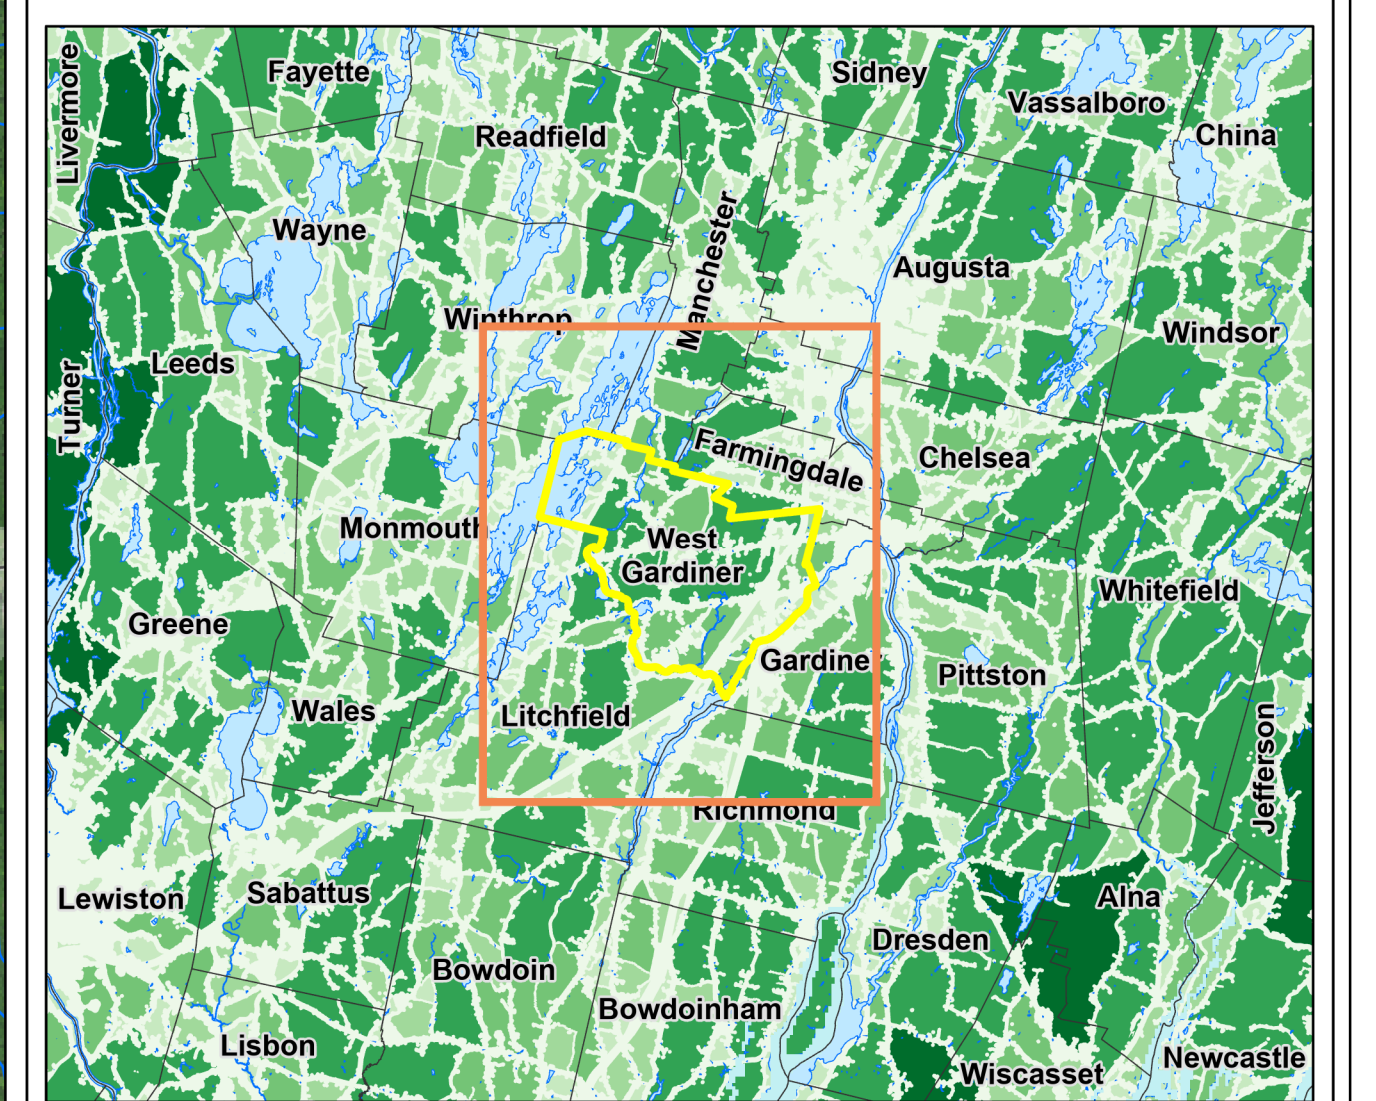 Livermore
Fayette
Sidney
Vassalboro
China
Readfield
Wayne
Manchester
Augusta
Winthrop
Windsor
Leeds
Turner
Farmingdale
Chelsea
Monmouth
West
Gardiner
Whitefield
Greene
Gardiner
Pittston
Wales
Litchfield
Jefferson
Richmond
Lewiston
Sabattus
Alna
Dresden
Bowdoin
Bowdoinham
Lisbon
Wiscasset
Newcastle